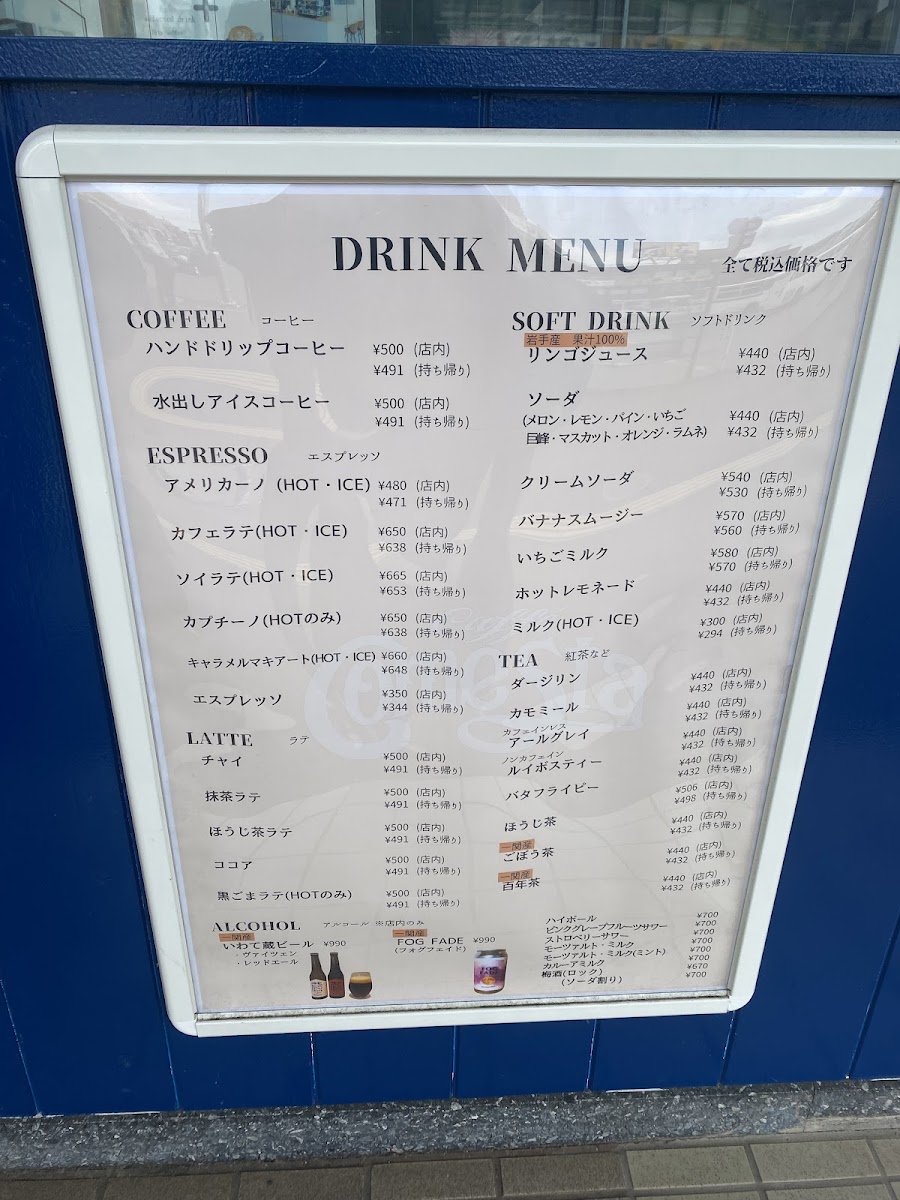 DRINK MENU
全て税込価格です
COFFEE コーヒー
ハンドドリップコーヒー ¥500 (店内)
¥491 (持ち帰り)
水出しアイスコーヒー ¥500 (店内)
¥491 (持ち帰り)
ESPRESSO エスプレッソ
アメリカーノ (HOT・ICE) ¥480 (店内)
¥471 (持ち帰り)
カフェラテ(HOT・ICE) ¥650 (店内)
¥638 (持ち帰り)
ソイラテ(HOT・ICE) ¥665 (店内)
¥653 (持ち帰り)
カプチーノ(HOTのみ) ¥650 (店内)
¥638 (持ち帰り)
キャラメルマキアート(HOT・ICE) ¥660 (店内)
¥648 (持ち帰り)
エスプレッソ ¥350 (店内)
¥344 (持ち帰り)
LATTE ラテ
チャイ ¥500 (店内)
¥491 (持ち帰り)
抹茶ラテ ¥500 (店内)
¥491 (持ち帰り)
ほうじ茶ラテ ¥500 (店内)
¥491 (持ち帰り)
ココア ¥500 (店内)
¥491 (持ち帰り)
黒ごまラテ(HOTのみ) ¥500 (店内)
¥491 (持ち帰り)
SOFT DRINK ソフトドリンク
岩手産 果汁100%
リンゴジュース ¥440 (店内)
¥432 (持ち帰り)
ソーダ
(メロン・レモン・パイン・いちご ¥440 (店内)
巨峰・マスカット・オレンジ・ラムネ) ¥432 (持ち帰り)
クリームソーダ ¥540 (店内)
¥530 (持ち帰り)
バナナスムージー ¥570 (店内)
¥560 (持ち帰り)
いちごミルク ¥580 (店内)
¥570 (持ち帰り)
ホットレモネード ¥440 (店内)
¥432 (持ち帰り)
ミルク(HOT・ICE) ¥300 (店内)
¥294 (持ち帰り)
TEA 紅茶など
ダージリン ¥440 (店内)
¥432 (持ち帰り)
カモミール ¥440 (店内)
¥432 (持ち帰り)
カフェインレス
アールグレイ ¥440 (店内)
¥432 (持ち帰り)
ノンカフェイン
ルイボスティー ¥440 (店内)
¥432 (持ち帰り)
バタフライピー ¥506 (店内)
¥498 (持ち帰り)
ほうじ茶 ¥440 (店内)
¥432 (持ち帰り)
一関産
ごぼう茶 ¥440 (店内)
¥432 (持ち帰り)
一関産
百年茶 ¥440 (店内)
¥432 (持ち帰り)
ALCOHOL アルコール ※店内のみ
一関産
いわて蔵ビール ¥990
・ヴァイツェン
・レッドエール
一関産
FOG FADE ¥990
(フォグフェイド)
ハイボール ¥700
ピンクグレープフルーツサワー ¥700
ストロベリーサワー ¥700
モーツァルト・ミルク ¥700
モーツァルト・ミルク(ミント) ¥700
カルーアミルク ¥670
梅酒(ロック) ¥700
(ソーダ割り)